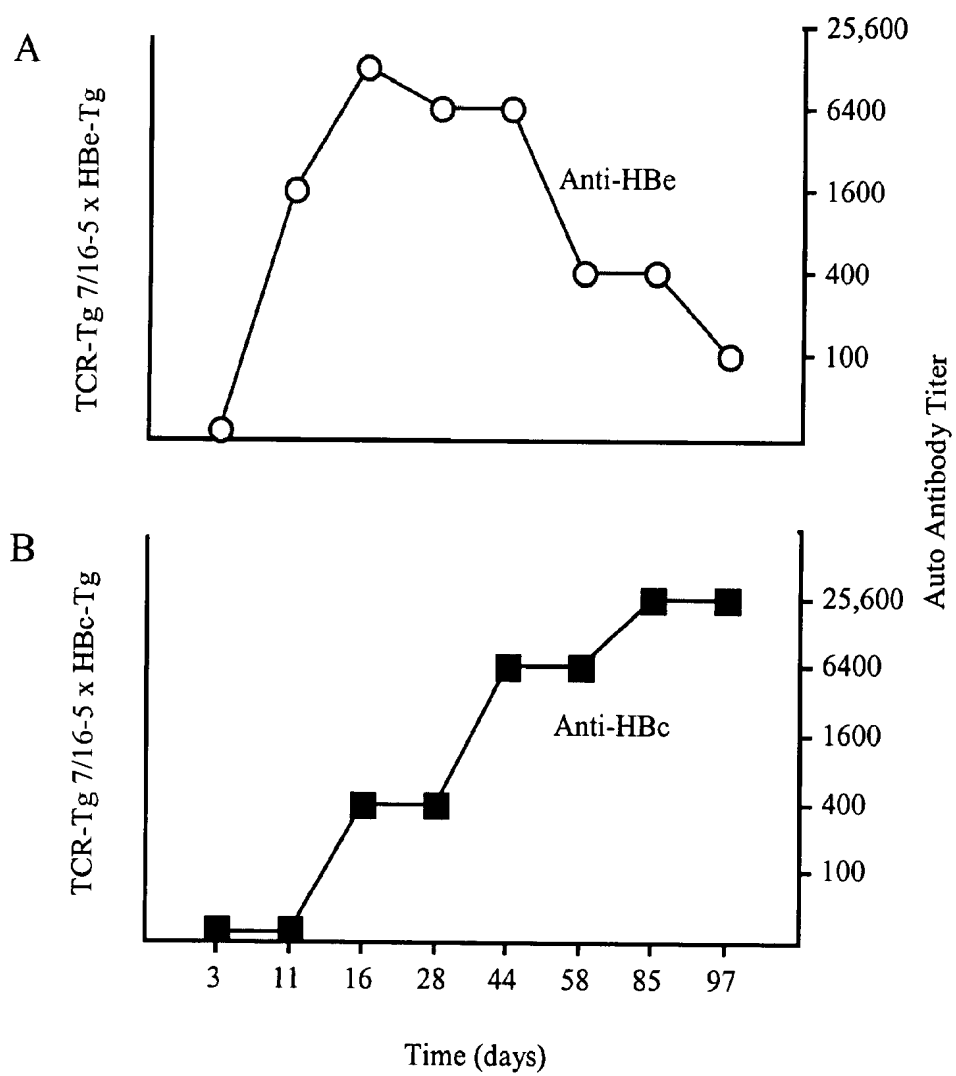 A
TCR-Tg 7/16-5 x HBe-Tg
Anti-HBe
25,600
6400
1600
400
100
Auto Antibody Titer
B
TCR-Tg 7/16-5 x HBc-Tg
Anti-HBc
25,600
6400
1600
400
100
3 11 16 28 44 58 85 97
Time (days)